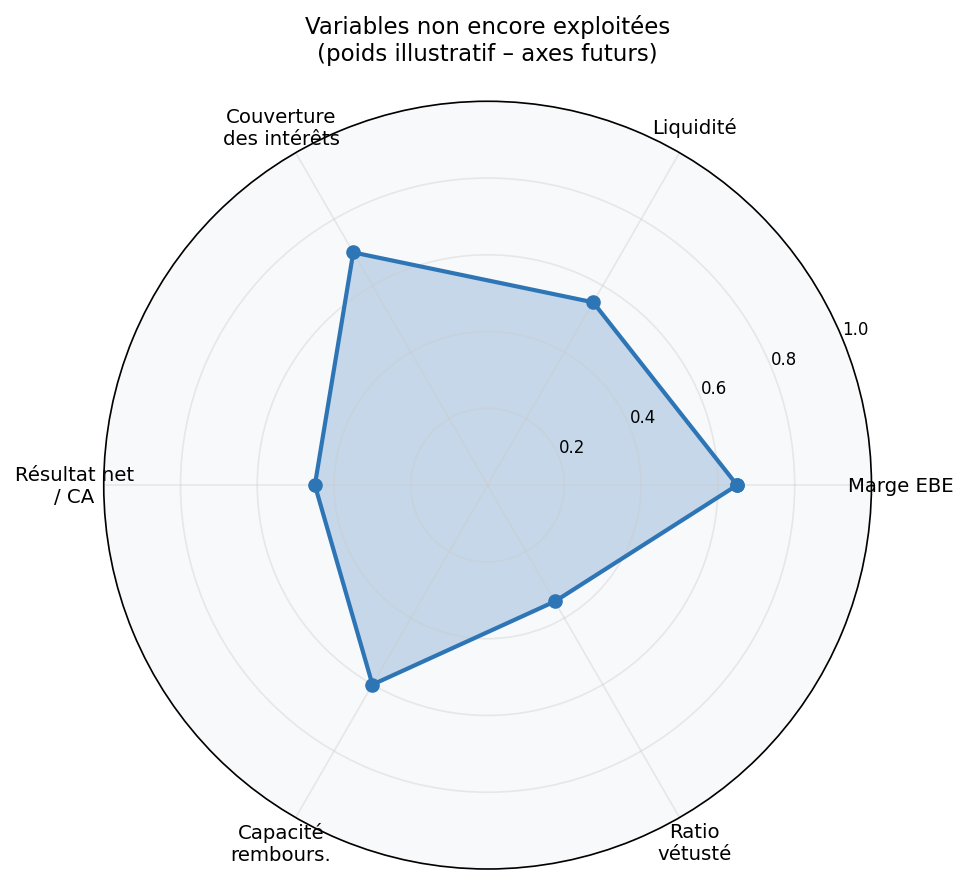 Variables non encore exploitées
(poids illustratif – axes futurs)
Couverture
des intérêts
Liquidité
1.0
0.8
0.6
0.4
0.2
Résultat net
/ CA
Marge EBE
Capacité
rembours.
Ratio
vétusté